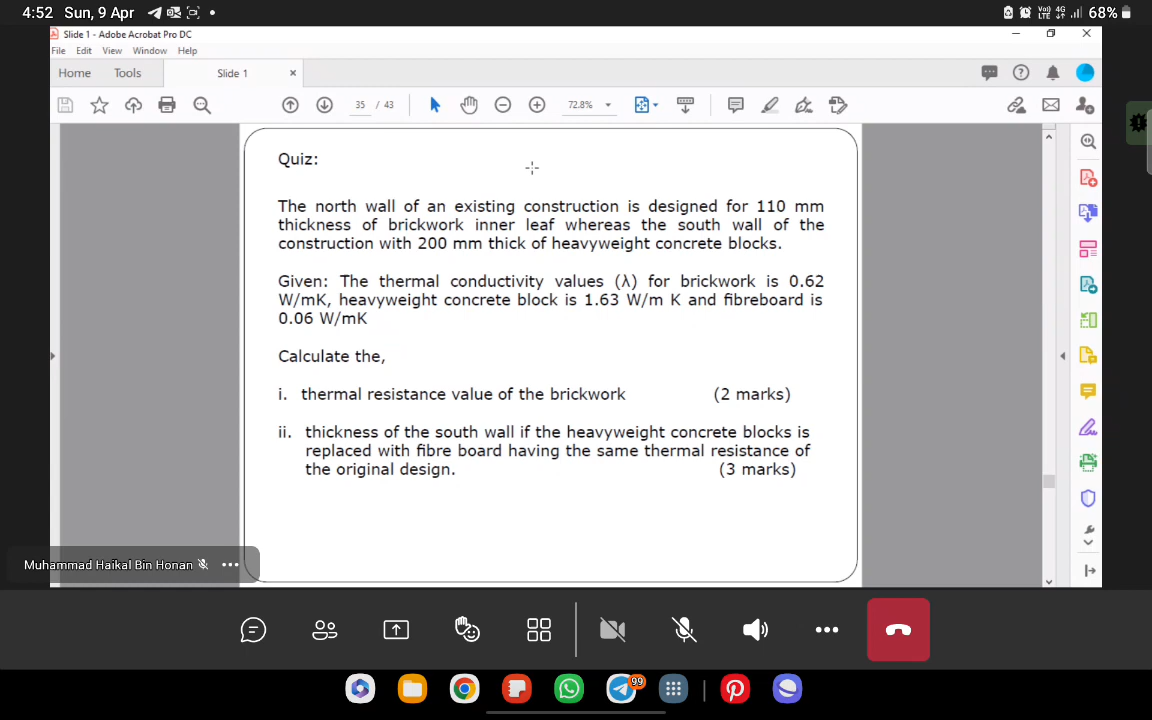 4:52 Sun, 9 Apr
VoI) LTE 4G 68%
Slide 1 - Adobe Acrobat Pro DC
File Edit View Window Help
Home Tools Slide 1 ×
35 / 43 72.8%
Quiz:
The north wall of an existing construction is designed for 110 mm
thickness of brickwork inner leaf whereas the south wall of the
construction with 200 mm thick of heavyweight concrete blocks.
Given: The thermal conductivity values (λ) for brickwork is 0.62
W/mK, heavyweight concrete block is 1.63 W/m K and fibreboard is
0.06 W/mK
Calculate the,
i. thermal resistance value of the brickwork (2 marks)
ii. thickness of the south wall if the heavyweight concrete blocks is
replaced with fibre board having the same thermal resistance of
the original design. (3 marks)
Muhammad Haikal Bin Honan
99